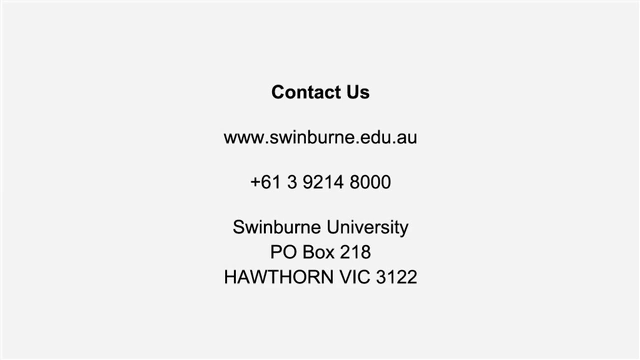 Contact Us
www.swinburne.edu.au
+61 3 9214 8000
Swinburne University
PO Box 218
HAWTHORN VIC 3122